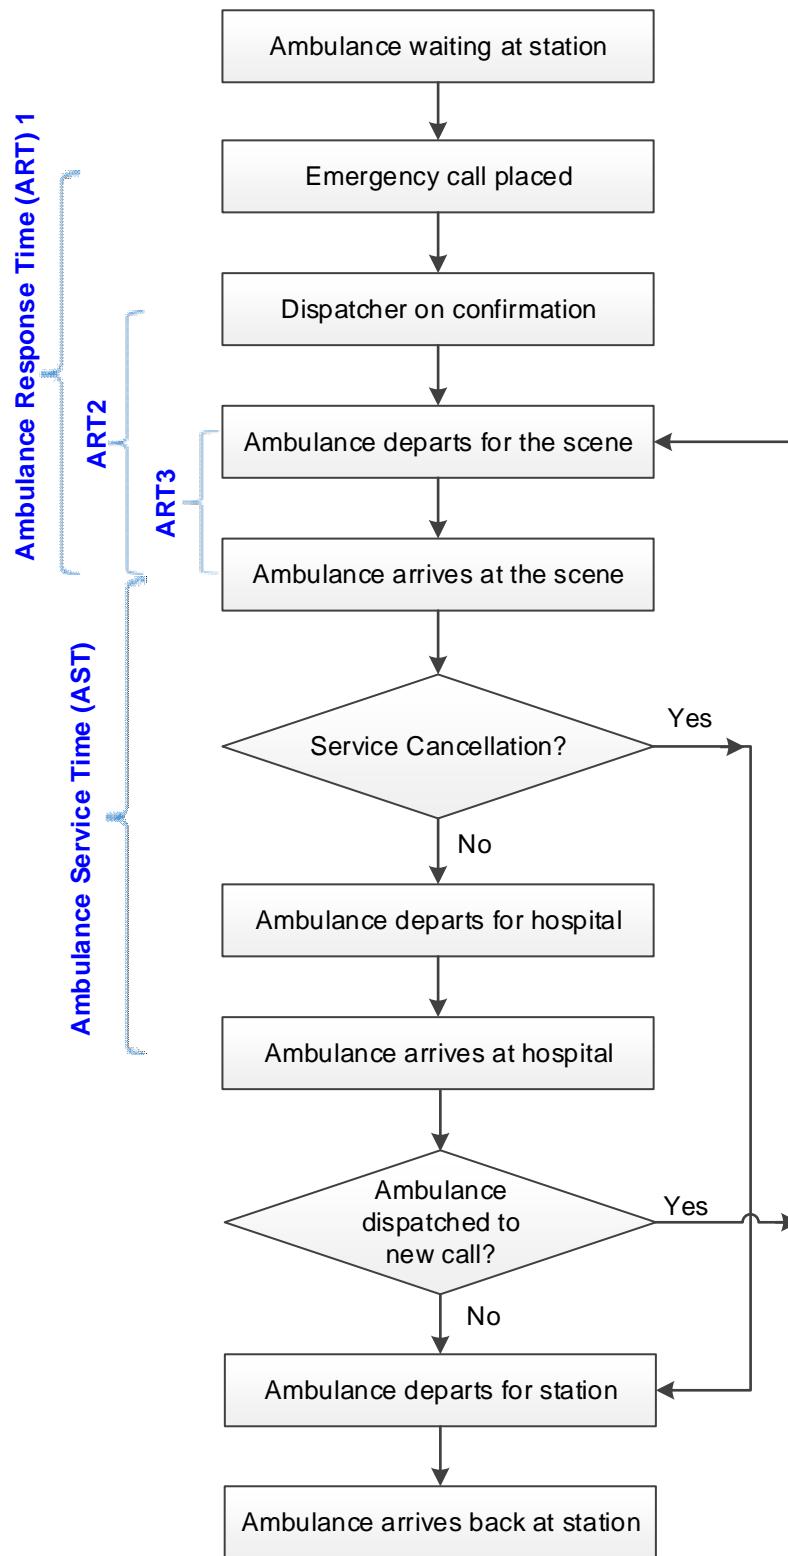 Ambulance waiting at station
Emergency call placed
Dispatcher on confirmation
Ambulance departs for the scene
Ambulance arrives at the scene
Ambulance Response Time (ART) 1
ART2
ART3
Ambulance Service Time (AST)
Service Cancellation?
Yes
No
Ambulance departs for hospital
Ambulance arrives at hospital
Ambulance
dispatched to
new call?
Yes
No
Ambulance departs for station
Ambulance arrives back at station